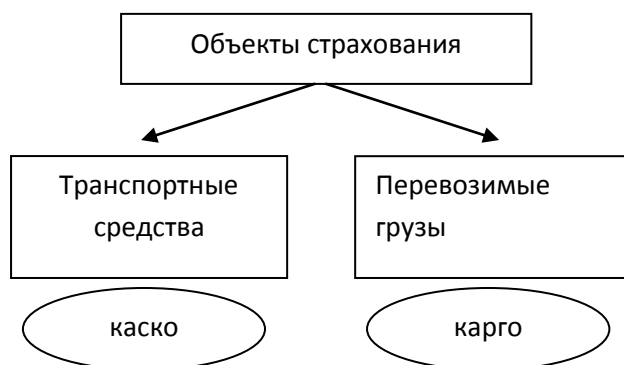 Объекты страхования
Транспортные
средства
Перевозимые
грузы
каско
карго